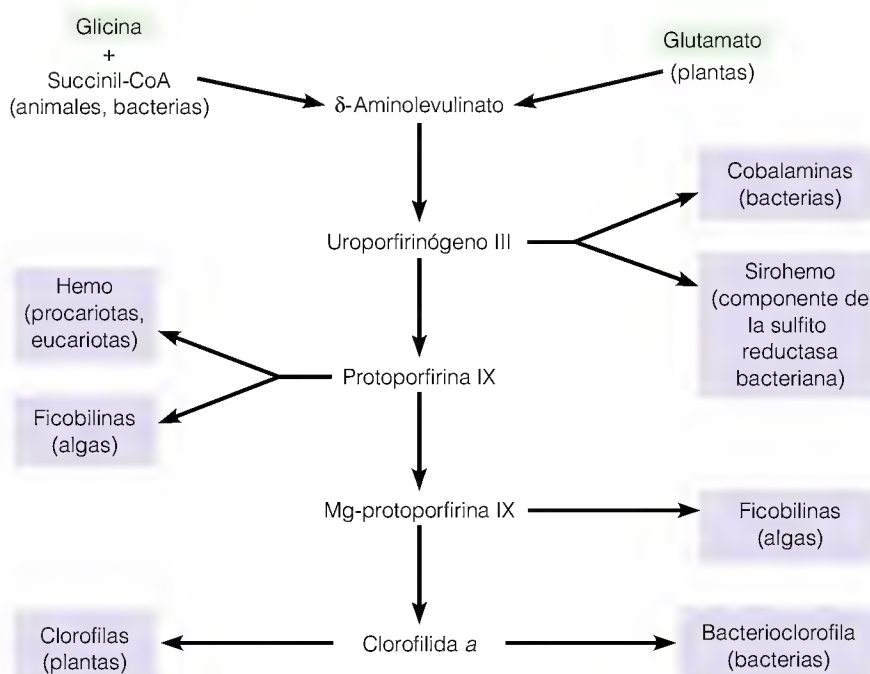 Glicina
+
Succinil-CoA
(animales, bacterias)
Glutamato
(plantas)
δ-Aminolevulinato
Cobalaminas
(bacterias)
Uroporfirinógeno III
Sirohemo
(componente de
la sulfito
reductasa
bacteriana)
Hemo
(procariotas,
eucariotas)
Protoporfirina IX
Ficobilinas
(algas)
Mg-protoporfirina IX
Ficobilinas
(algas)
Clorofilas
(plantas)
Clorofilida a
Bacterioclorofila
(bacterias)